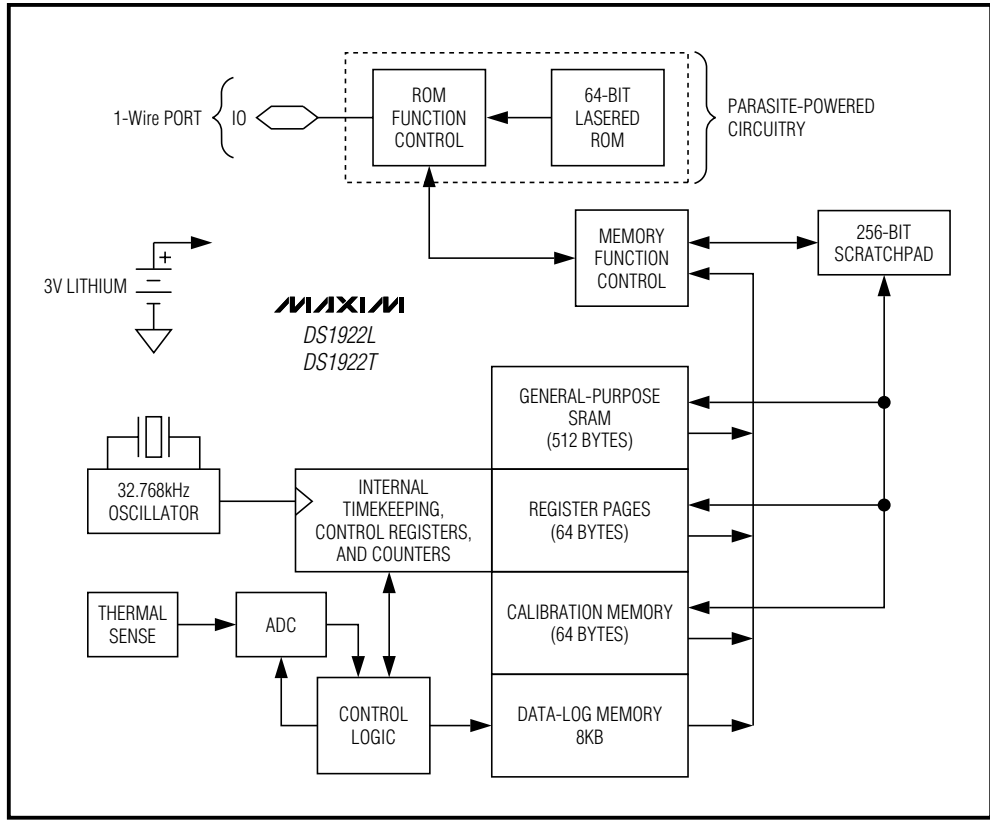 1-Wire PORT
IO
ROM
FUNCTION
CONTROL
64-BIT
LASERED
ROM
PARASITE-POWERED
CIRCUITRY
MEMORY
FUNCTION
CONTROL
256-BIT
SCRATCHPAD
+
3V LITHIUM
MAXIM
DS1922L
DS1922T
GENERAL-PURPOSE
SRAM
(512 BYTES)
32.768kHz
OSCILLATOR
INTERNAL
TIMEKEEPING,
CONTROL REGISTERS,
AND COUNTERS
REGISTER PAGES
(64 BYTES)
THERMAL
SENSE
ADC
CALIBRATION MEMORY
(64 BYTES)
CONTROL
LOGIC
DATA-LOG MEMORY
8KB